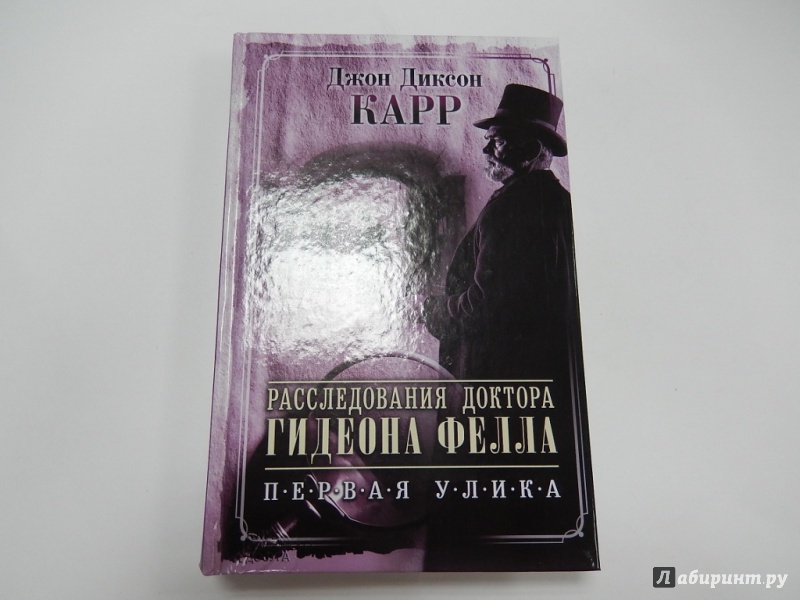 Джон Диксон
КАРР
РАССЛЕДОВАНИЯ ДОКТОРА
ГИДЕОНА ФЕЛЛА
П·Е·Р·В·А·Я У·Л·И·К·А
Лабиринт.ру